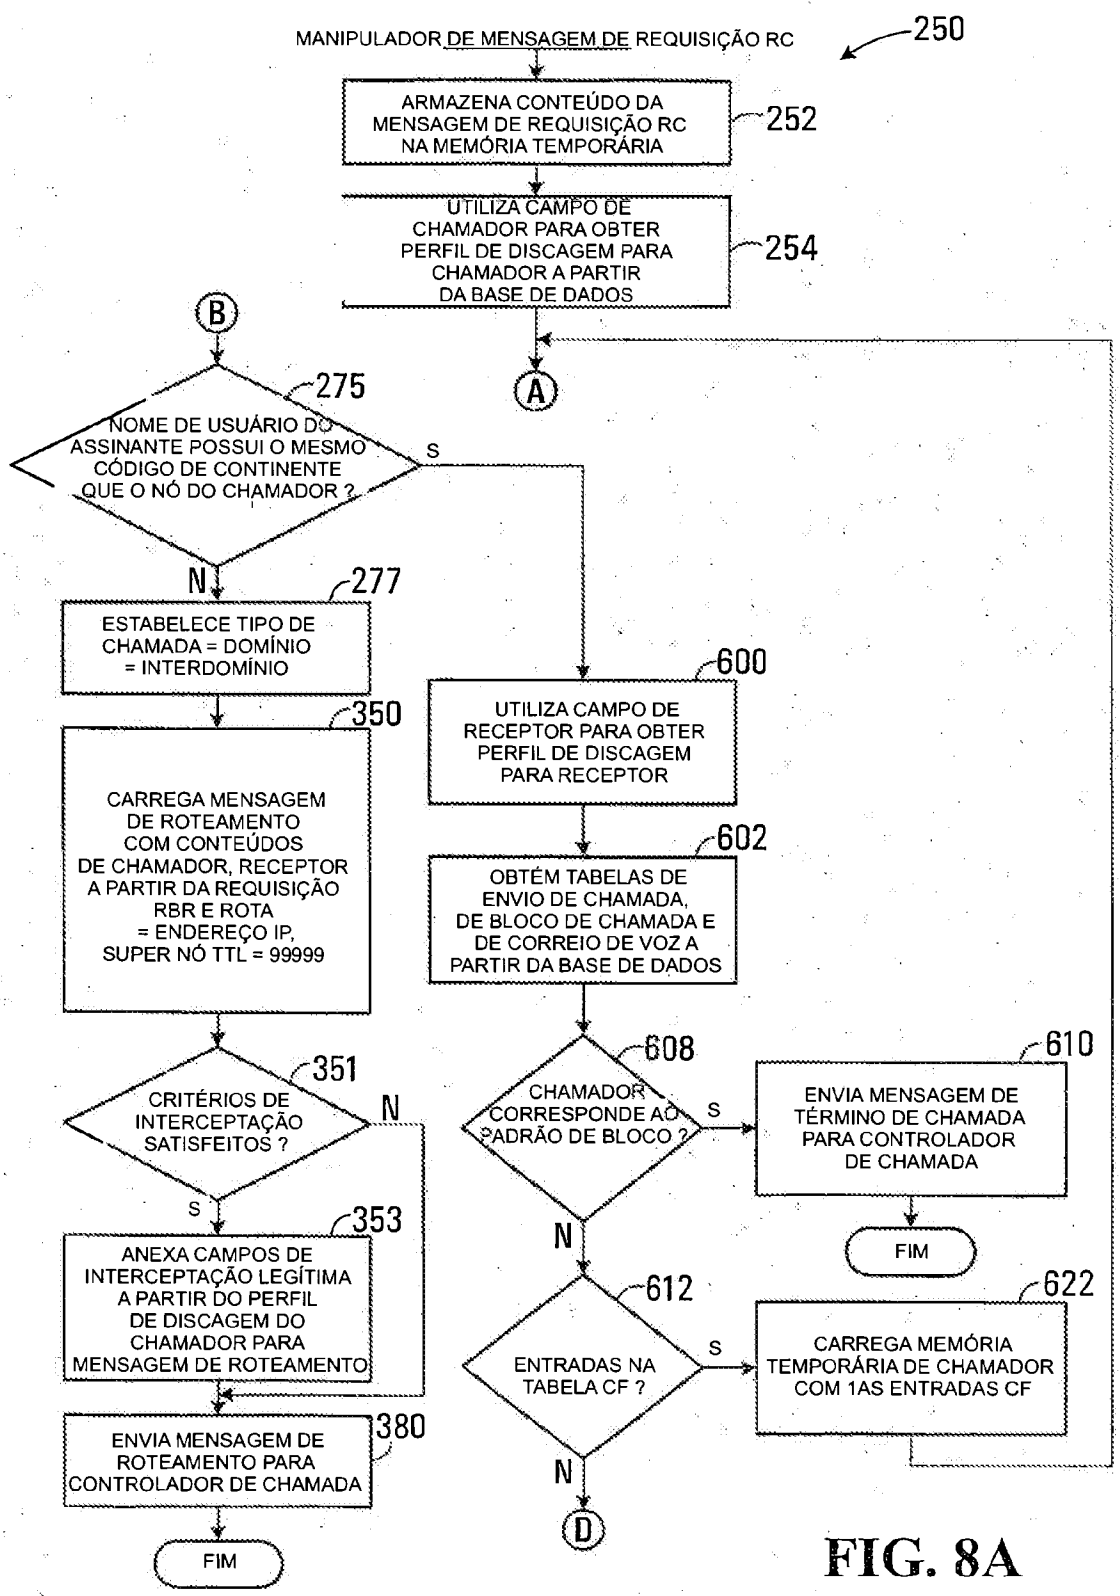 MANIPULADOR DE MENSAGEM DE REQUISIÇÃO RC
250
ARMAZENA CONTEÚDO DA
MENSAGEM DE REQUISIÇÃO RC
NA MEMÓRIA TEMPORÁRIA
252
UTILIZA CAMPO DE
CHAMADOR PARA OBTER
PERFIL DE DISCAGEM PARA
CHAMADOR A PARTIR
DA BASE DE DADOS
254
A
B
275
NOME DE USUÁRIO DO
ASSINANTE POSSUI O MESMO
CÓDIGO DE CONTINENTE
QUE O NÓ DO CHAMADOR ?
S
N
277
ESTABELECE TIPO DE
CHAMADA = DOMÍNIO
= INTERDOMÍNIO
350
CARREGA MENSAGEM
DE ROTEAMENTO
COM CONTEÚDOS
DE CHAMADOR, RECEPTOR
A PARTIR DA REQUISIÇÃO
RBR E ROTA
= ENDEREÇO IP,
SUPER NÓ TTL = 99999
351
CRITÉRIOS DE
INTERCEPTAÇÃO
SATISFEITOS ?
N
S
353
ANEXA CAMPOS DE
INTERCEPTAÇÃO LEGÍTIMA
A PARTIR DO PERFIL
DE DISCAGEM DO
CHAMADOR PARA
MENSAGEM DE ROTEAMENTO
380
ENVIA MENSAGEM DE
ROTEAMENTO PARA
CONTROLADOR DE CHAMADA
FIM
600
UTILIZA CAMPO DE
RECEPTOR PARA OBTER
PERFIL DE DISCAGEM
PARA RECEPTOR
602
OBTÉM TABELAS DE
ENVIO DE CHAMADA,
DE BLOCO DE CHAMADA E
DE CORREIO DE VOZ A
PARTIR DA BASE DE DADOS
608
CHAMADOR
CORRESPONDE AO
PADRÃO DE BLOCO ?
S
N
610
ENVIA MENSAGEM DE
TÉRMINO DE CHAMADA
PARA CONTROLADOR
DE CHAMADA
FIM
612
ENTRADAS NA
TABELA CF ?
S
N
622
CARREGA MEMÓRIA
TEMPORÁRIA DE CHAMADOR
COM 1AS ENTRADAS CF
D
FIG. 8A